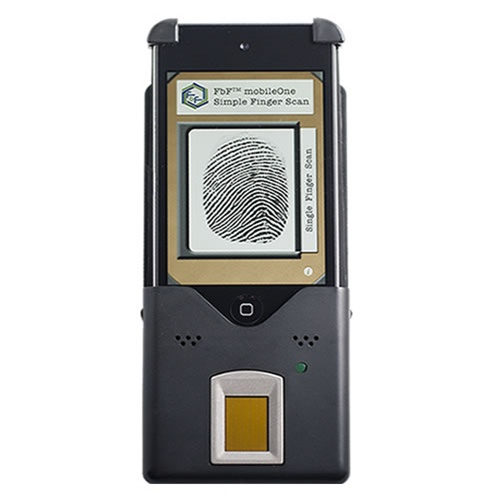 FbF™ mobileOne
Simple Finger Scan
Single Finger Scan